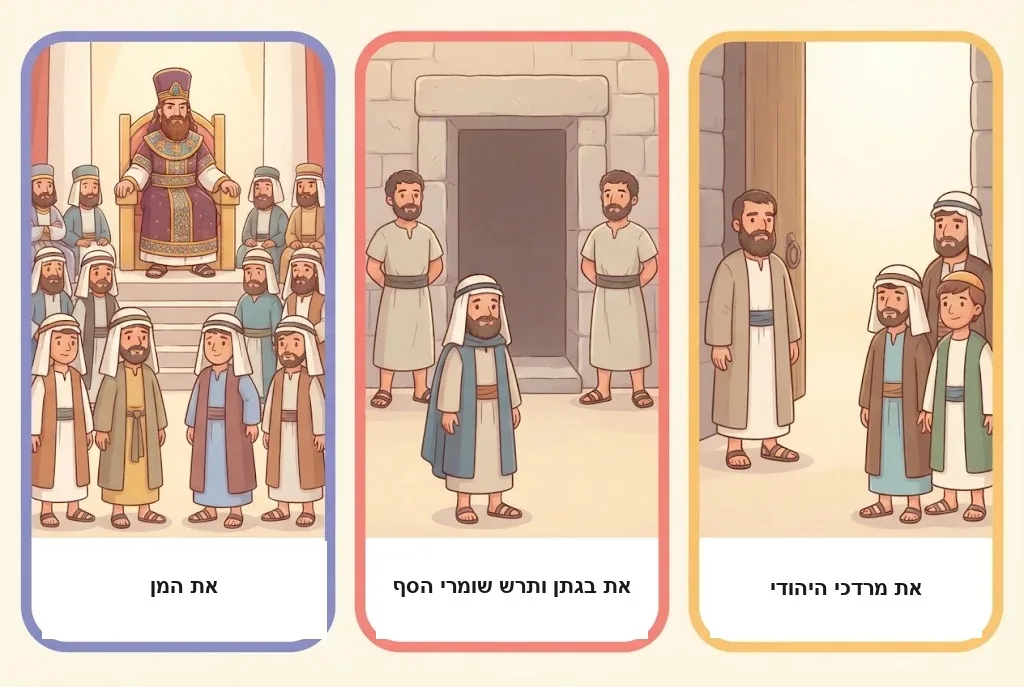 את מרדכי היהודי
את בגתן ותרש שומרי הסף
את המן